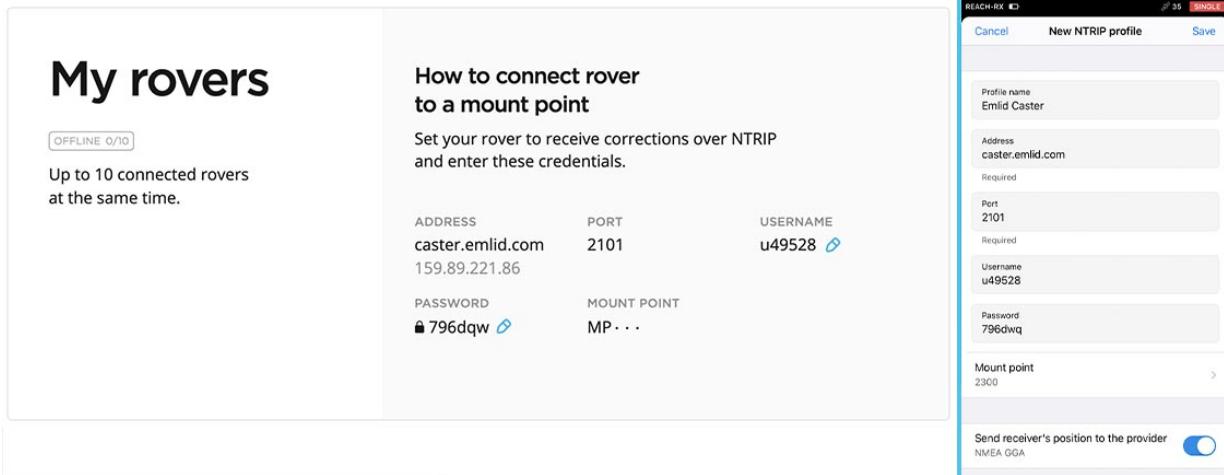 My rovers
OFFLINE 0/10
Up to 10 connected rovers
at the same time.
How to connect rover
to a mount point
Set your rover to receive corrections over NTRIP
and enter these credentials.
ADDRESS PORT USERNAME
caster.emlid.com 2101 u49528
159.89.221.86
PASSWORD MOUNT POINT
796dqw MP···
REACH-RX 35 SINGLE
Cancel New NTRIP profile Save
Profile name
Emlid Caster
Address
caster.emlid.com
Required
Port
2101
Required
Username
u49528
Password
796dwq
Mount point
2300
Send receiver's position to the provider
NMEA GGA